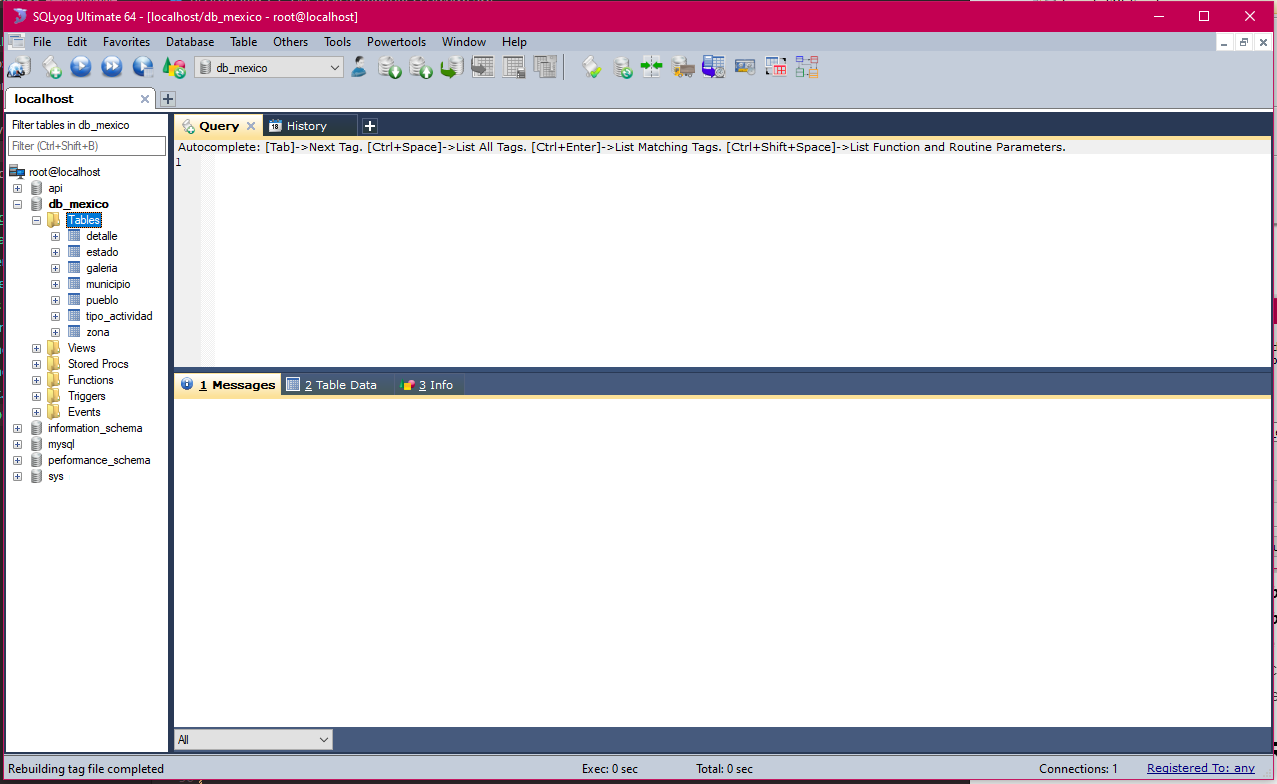 SQLyog Ultimate 64 - [localhost/db_mexico - root@localhost]
File Edit Favorites Database Table Others Tools Powertools Window Help
db_mexico
localhost
Filter tables in db_mexico
Filter (Ctrl+Shift+B)
root@localhost
api
db_mexico
Tables
detalle
estado
galeria
municipio
pueblo
tipo_actividad
zona
Views
Stored Procs
Functions
Triggers
Events
information_schema
mysql
performance_schema
sys
Query
18 History
Autocomplete: [Tab]->Next Tag. [Ctrl+Space]->List All Tags. [Ctrl+Enter]->List Matching Tags. [Ctrl+Shift+Space]->List Function and Routine Parameters.
1
1 Messages 2 Table Data 3 Info
All
Rebuilding tag file completed Exec: 0 sec Total: 0 sec Connections: 1 Registered To: any